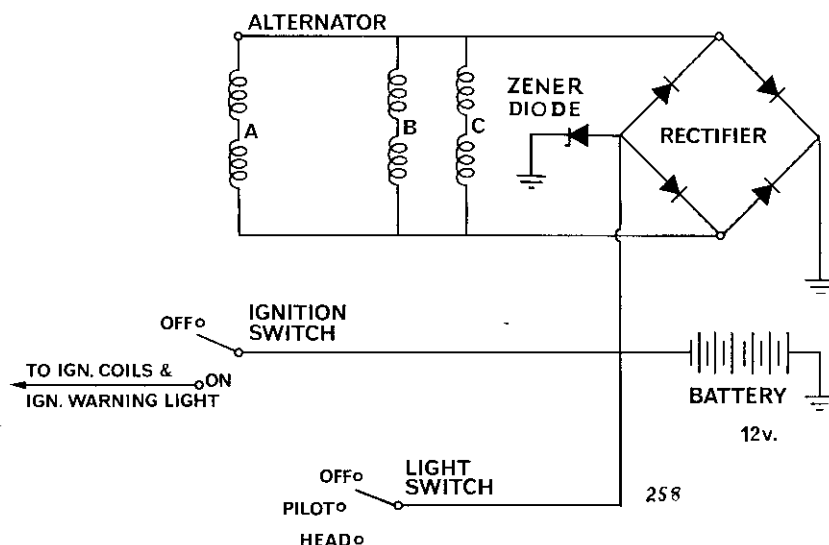 ALTERNATOR
A
B
C
ZENER
DIODE
RECTIFIER
IGNITION
SWITCH
OFF
ON
TO IGN. COILS &
IGN. WARNING LIGHT
BATTERY
12v.
LIGHT
SWITCH
OFF
PILOT
HEAD
258